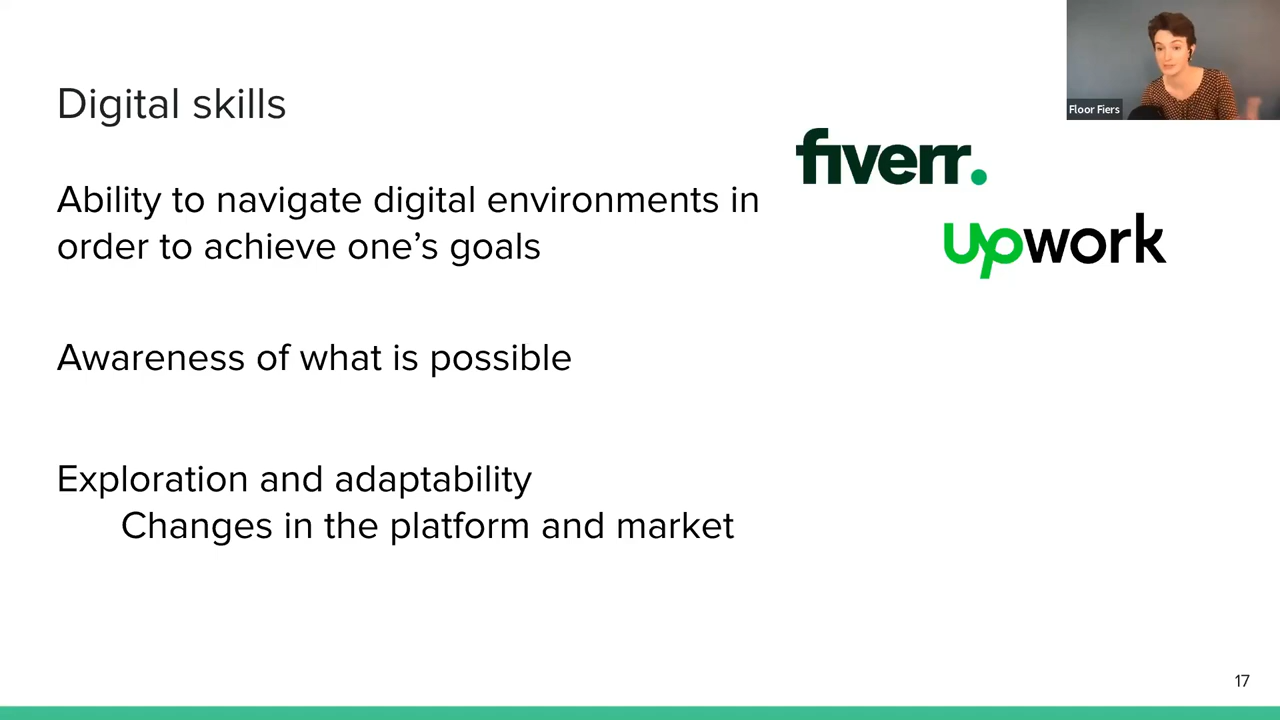 Digital skills
Floor Fiers
fiverr.
Ability to navigate digital environments in
order to achieve one’s goals
upwork
Awareness of what is possible
Exploration and adaptability
Changes in the platform and market
17